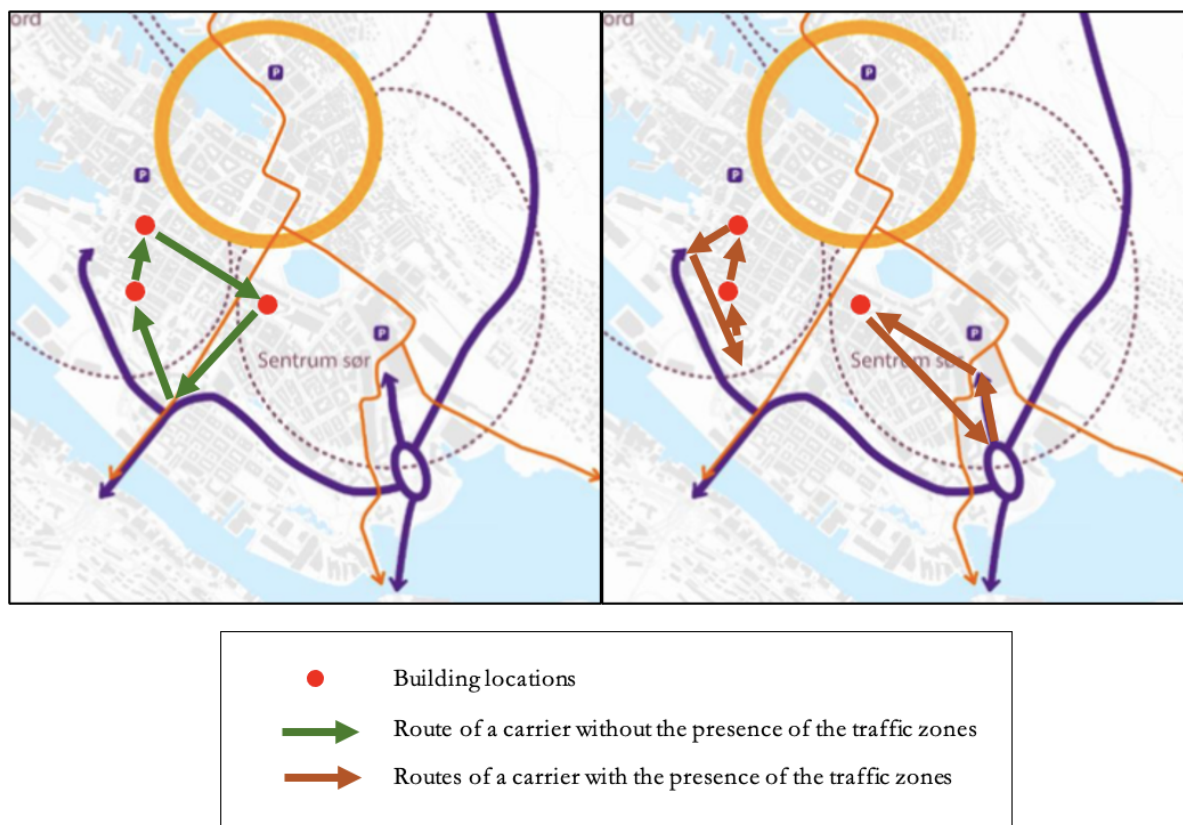 ord
P
P
P
Sentrum sør
ord
P
P
P
Sentrum sør
Building locations
Route of a carrier without the presence of the traffic zones
Routes of a carrier with the presence of the traffic zones